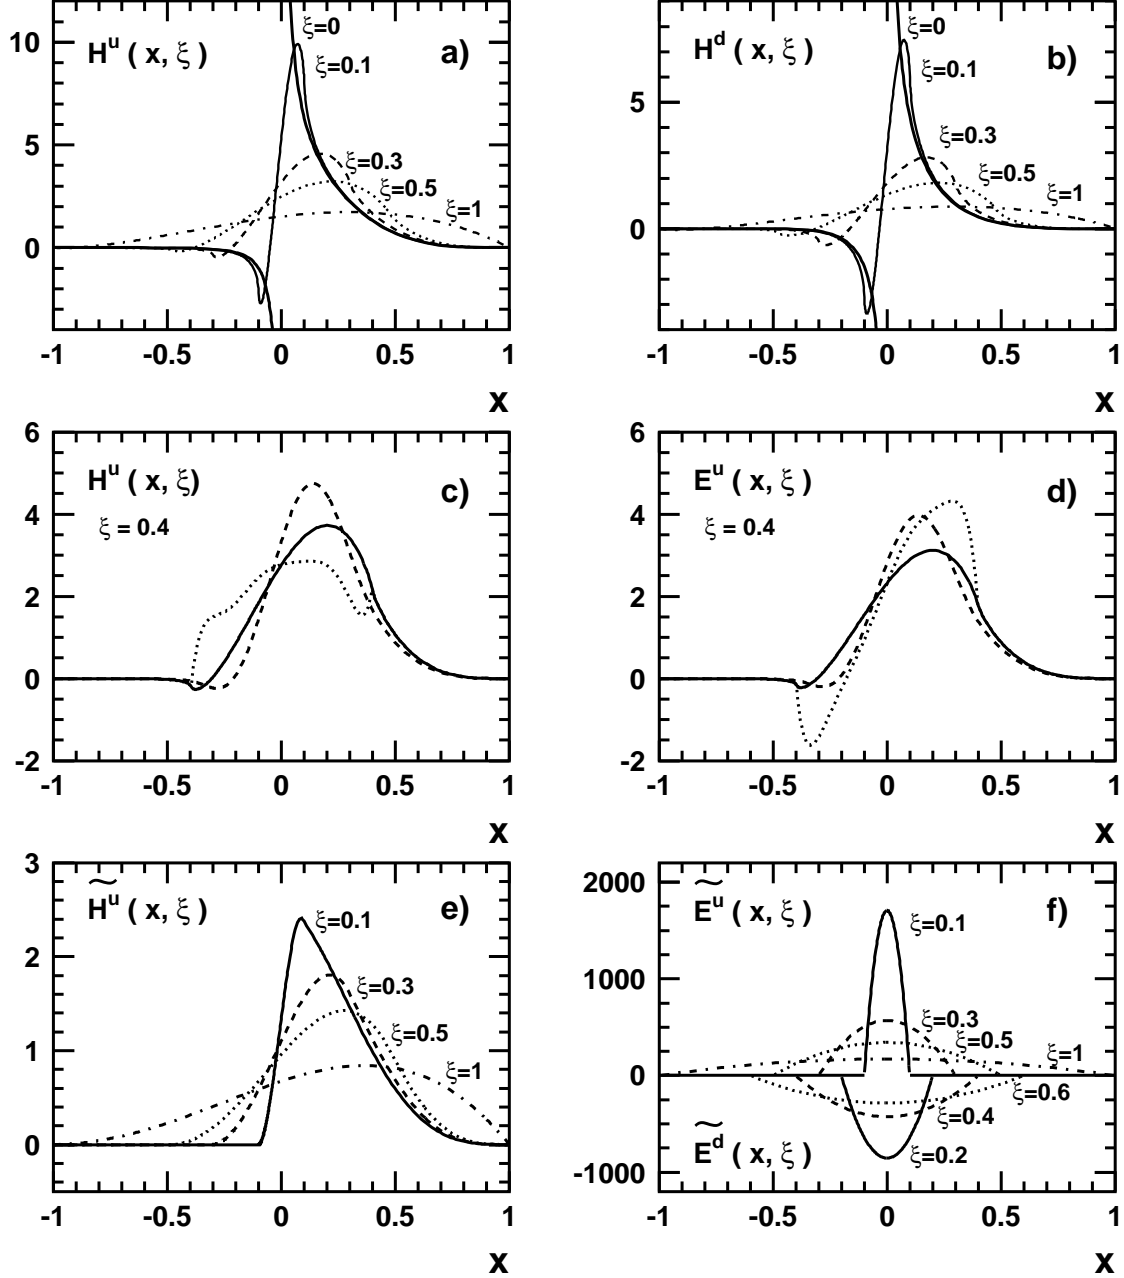 H^u ( x, ξ )
a)
ξ=0
ξ=0.1
ξ=0.3
ξ=0.5
ξ=1
10
5
0
-1 -0.5 0 0.5 1
x
H^d ( x, ξ )
b)
ξ=0
ξ=0.1
ξ=0.3
ξ=0.5
ξ=1
5
0
-1 -0.5 0 0.5 1
x
H^u ( x, ξ)
c)
ξ = 0.4
6
4
2
0
-2
-1 -0.5 0 0.5 1
x
E^u ( x, ξ )
d)
ξ = 0.4
6
4
2
0
-2
-1 -0.5 0 0.5 1
x
H̃^u ( x, ξ )
e)
ξ=0.1
ξ=0.3
ξ=0.5
ξ=1
3
2
1
0
-1 -0.5 0 0.5 1
x
Ẽ^u ( x, ξ )
f)
ξ=0.1
ξ=0.3
ξ=0.5
ξ=1
ξ=0.6
ξ=0.4
ξ=0.2
Ẽ^d ( x, ξ )
2000
1000
0
-1000
-1 -0.5 0 0.5 1
x